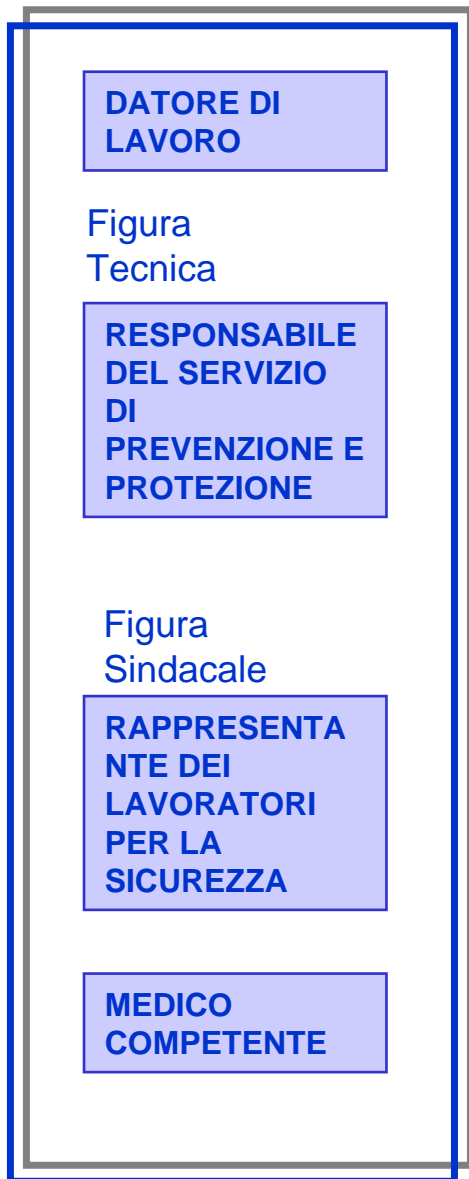 DATORE DI
LAVORO
Figura
Tecnica
RESPONSABILE
DEL SERVIZIO
DI
PREVENZIONE E
PROTEZIONE
Figura
Sindacale
RAPPRESENTA
NTE DEI
LAVORATORI
PER LA
SICUREZZA
MEDICO
COMPETENTE